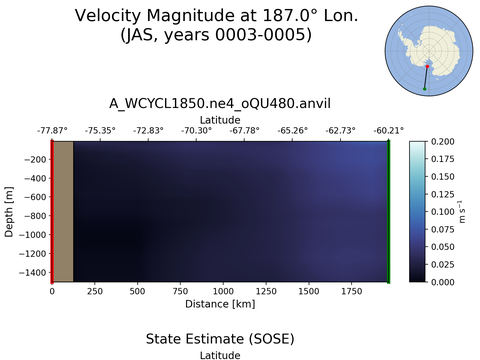 Velocity Magnitude at 187.0° Lon.
(JAS, years 0003-0005)
A_WCYCL1850.ne4_oQU480.anvil
Latitude
-77.87° -75.35° -72.83° -70.30° -67.78° -65.26° -62.73° -60.21°
Depth [m]
−200
−400
−600
−800
−1000
−1200
−1400
0 250 500 750 1000 1250 1500 1750
Distance [km]
0.200
0.175
0.150
0.125
0.100
0.075
0.050
0.025
0.000
m s⁻¹
State Estimate (SOSE)
Latitude